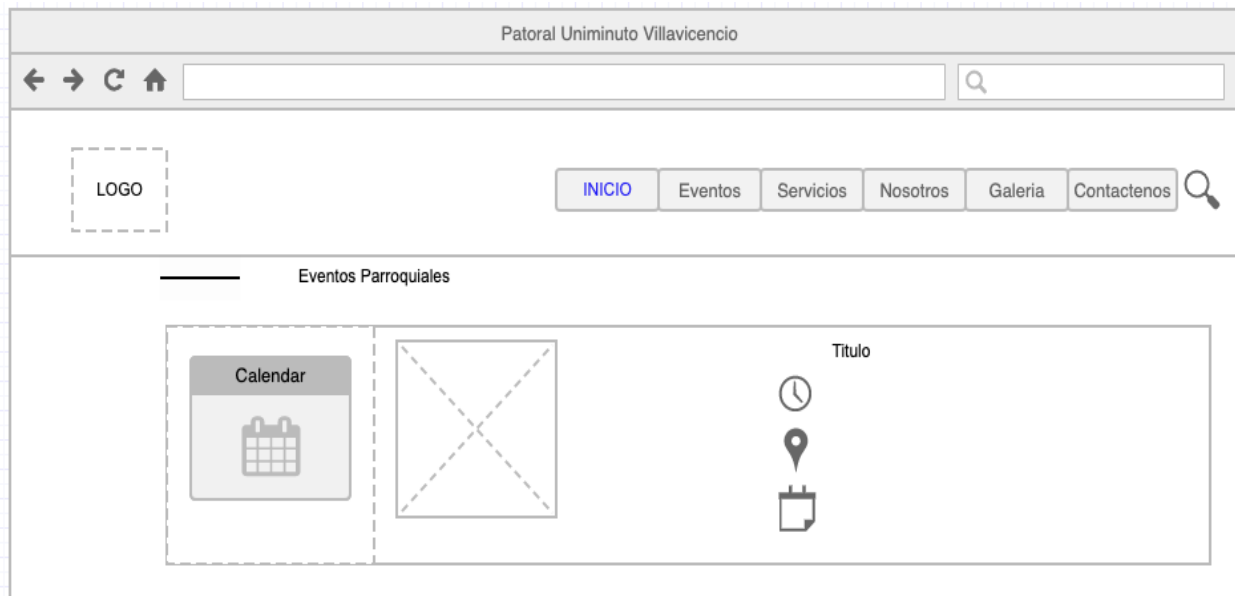 Patoral Uniminuto Villavicencio
LOGO
INICIO Eventos Servicios Nosotros Galeria Contactenos
Eventos Parroquiales
Calendar
Titulo